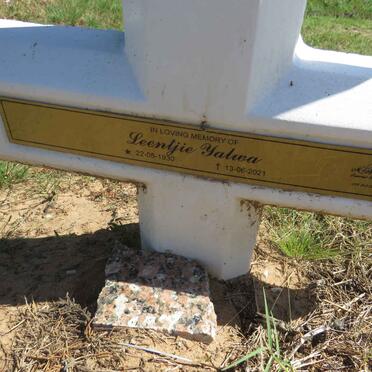 IN LOVING MEMORY OF
Leentjie Yalwa
* 22-08-1930 † 13-06-2021